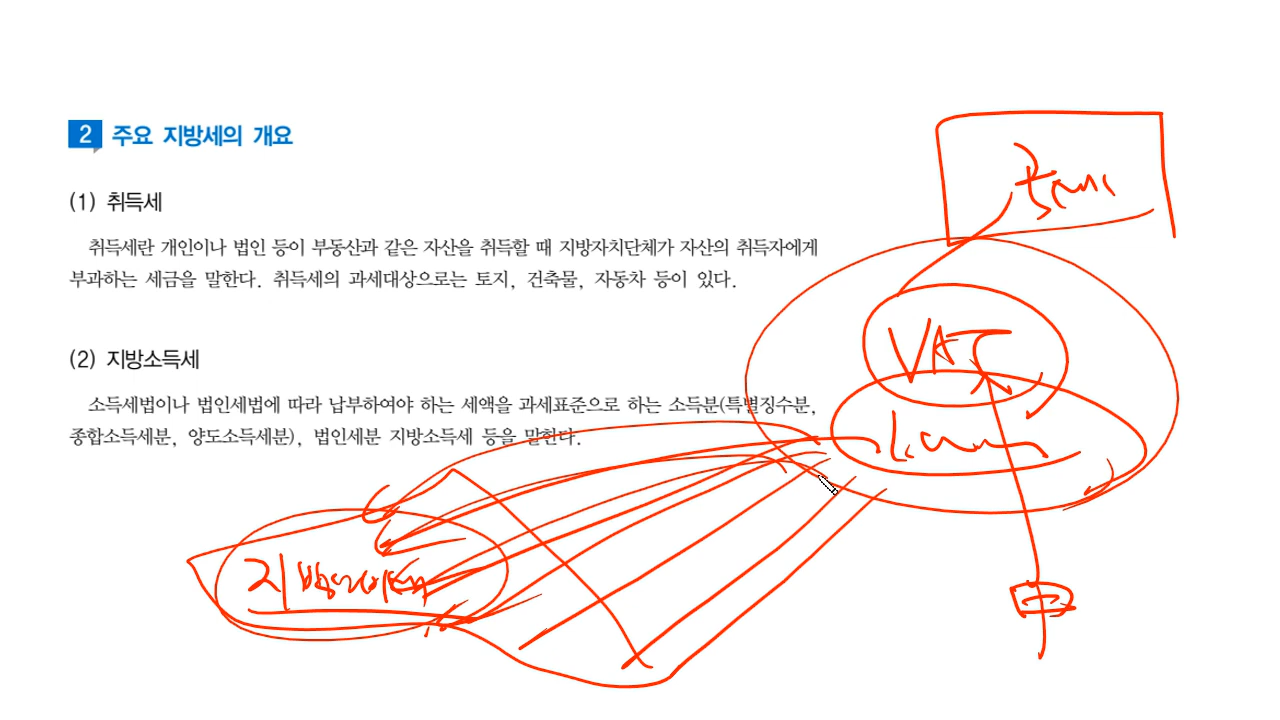 2 주요 지방세의 개요
(1) 취득세
취득세란 개인이나 법인 등이 부동산과 같은 자산을 취득할 때 지방자치단체가 자산의 취득자에게
부과하는 세금을 말한다. 취득세의 과세대상으로는 토지, 건축물, 자동차 등이 있다.
VAT
(2) 지방소득세
소득세법이나 법인세법에 따라 납부하여야 하는 세액을 과세표준으로 하는 소득분(특별징수분,
종합소득세분, 양도소득세분), 법인세분 지방소득세 등을 말한다.